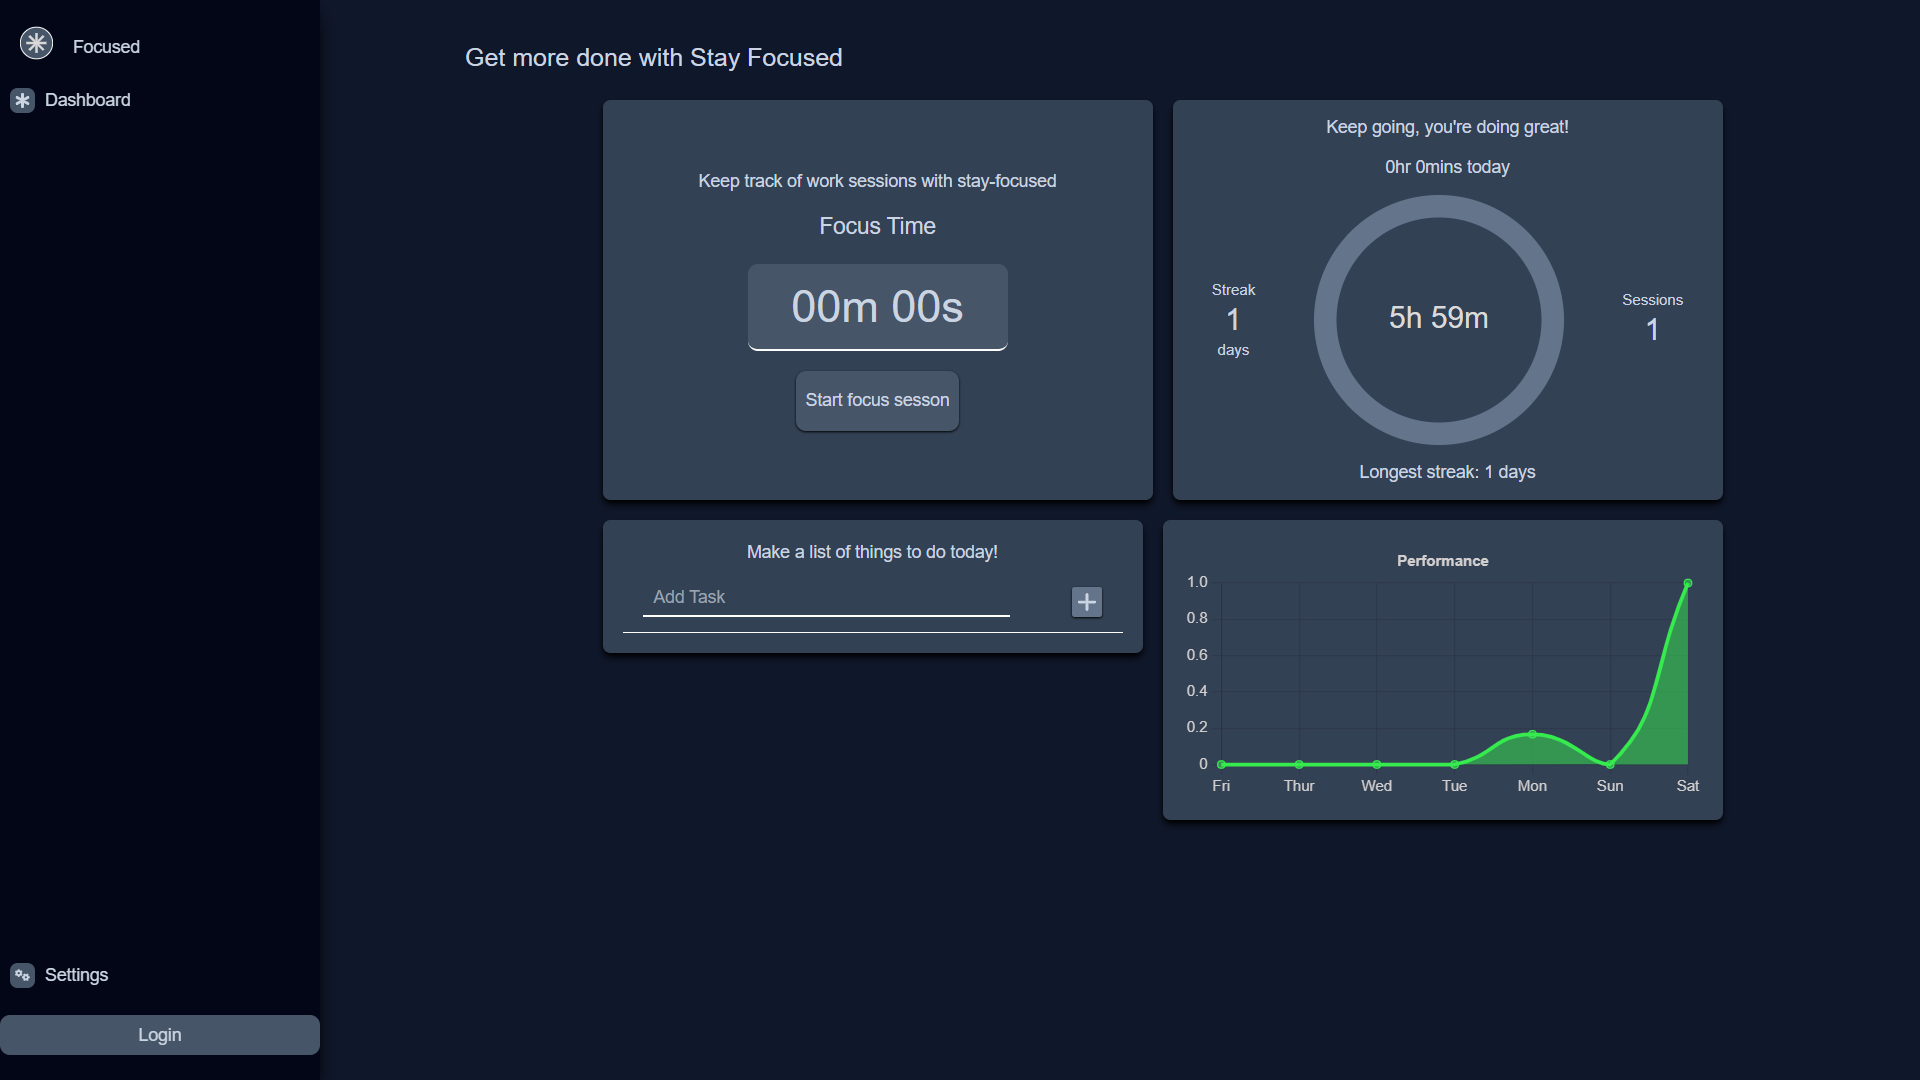 Focused
Dashboard
Settings
Login
Get more done with Stay Focused
Keep track of work sessions with stay-focused
Focus Time
00m 00s
Start focus sesson
Keep going, you're doing great!
0hr 0mins today
Streak
1
days
5h 59m
Sessions
1
Longest streak: 1 days
Make a list of things to do today!
Add Task
Performance
1.0
0.8
0.6
0.4
0.2
0
Fri Thur Wed Tue Mon Sun Sat